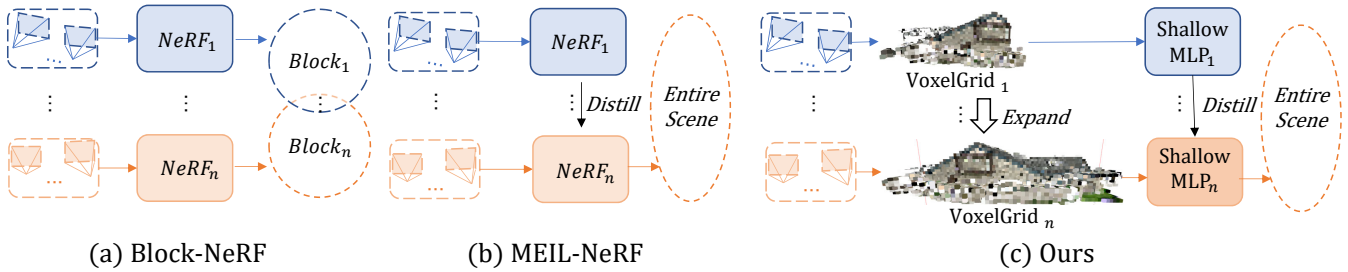 NeRF₁
Block₁
...
⋮
⋮
⋮
NeRFₙ
Blockₙ
...
(a) Block-NeRF
NeRF₁
...
⋮
⋮
Distill
Entire
Scene
NeRFₙ
...
(b) MEIL-NeRF
...
VoxelGrid ₁
Shallow
MLP₁
⋮
⋮
Expand
⋮
Distill
Entire
Scene
...
VoxelGrid ₙ
Shallow
MLPₙ
(c) Ours